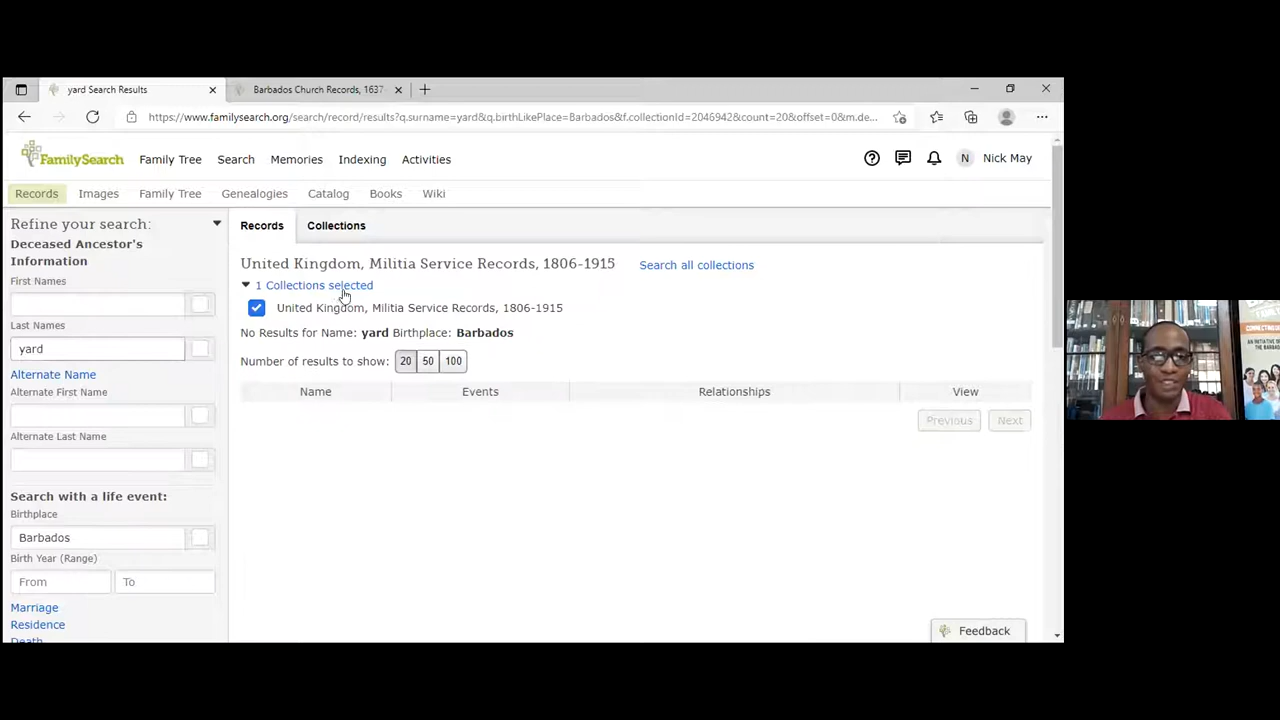 yard Search Results
Barbados Church Records, 1637
https://www.familysearch.org/search/record/results?q.surname=yard&q.birthLikePlace=Barbados&f.collectionId=2046942&count=20&offset=0&m.de...
FamilySearch
Family Tree
Search
Memories
Indexing
Activities
N
Nick May
Records
Images
Family Tree
Genealogies
Catalog
Books
Wiki
Refine your search:
Deceased Ancestor's
Information
First Names
Last Names
yard
Alternate Name
Alternate First Name
Alternate Last Name
Search with a life event:
Birthplace
Barbados
Birth Year (Range)
From
To
Marriage
Residence
Death
Records
Collections
United Kingdom, Militia Service Records, 1806-1915
Search all collections
1 Collections selected
United Kingdom, Militia Service Records, 1806-1915
No Results for Name: yard Birthplace: Barbados
Number of results to show: 20 50 100
Name
Events
Relationships
View
Previous
Next
Feedback
AN INITIATIVE OF
THE BARBA